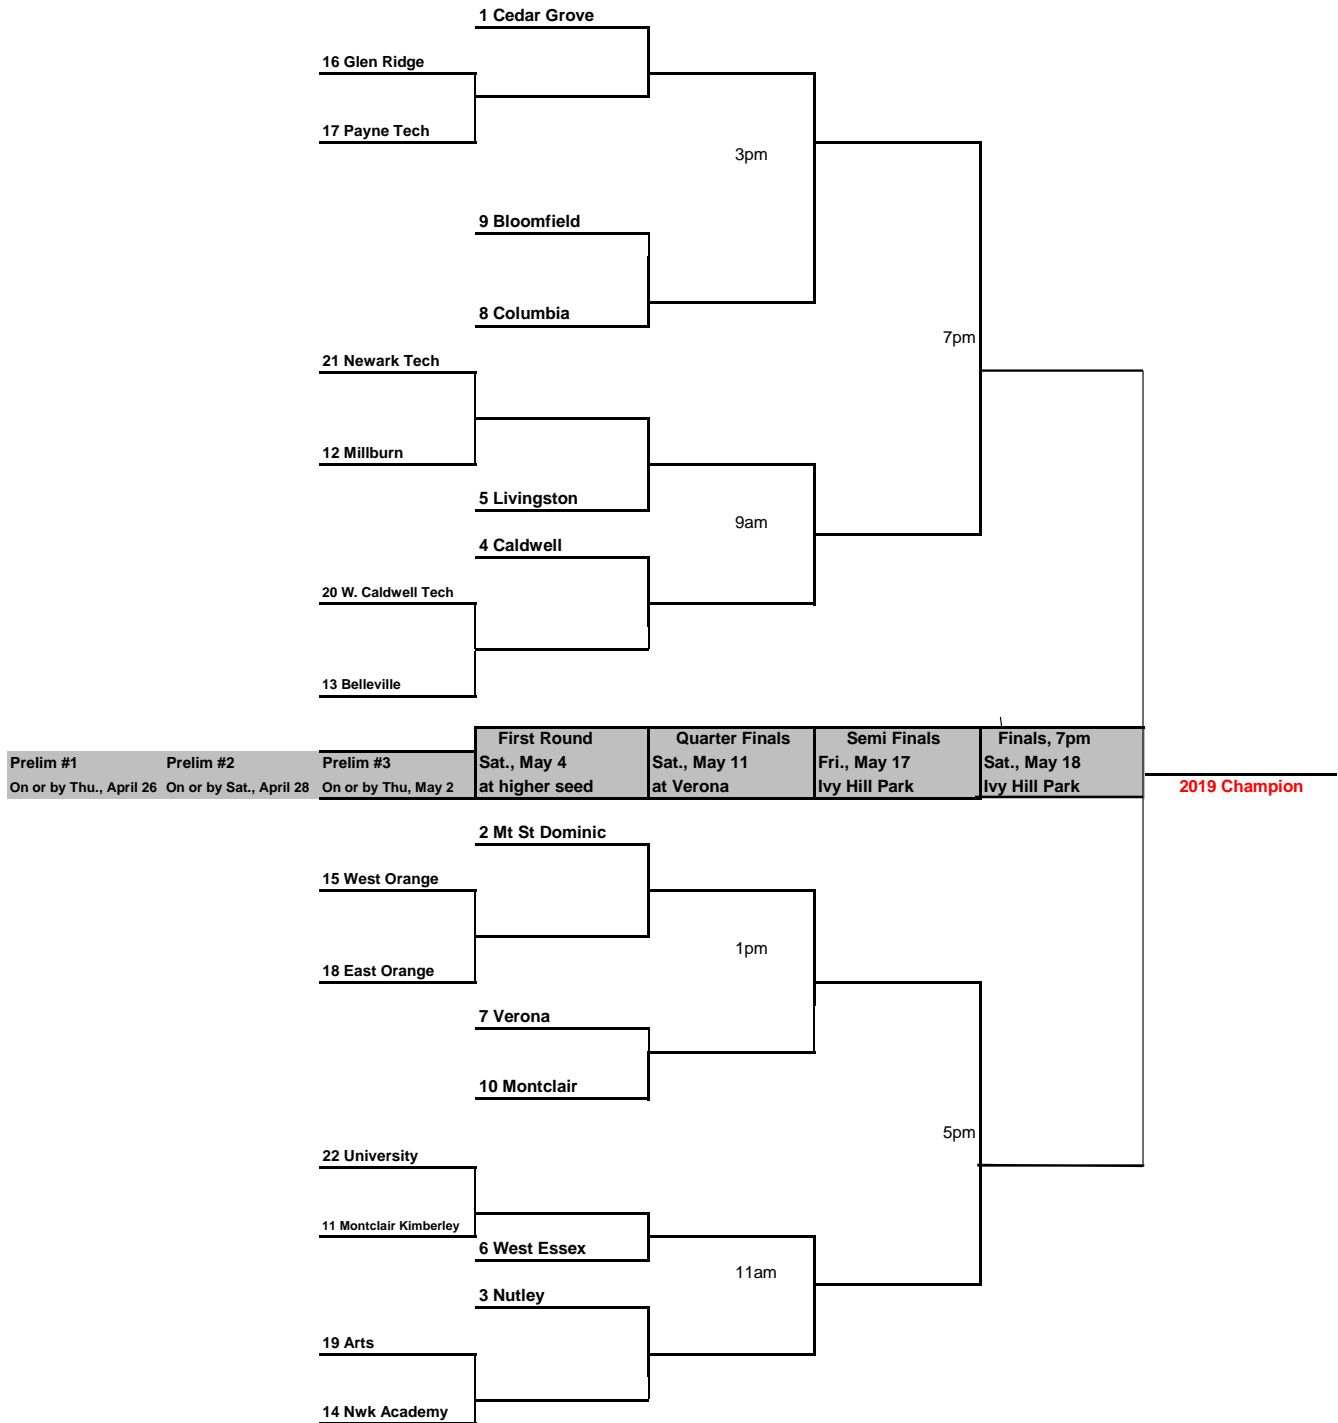 1 Cedar Grove
16 Glen Ridge
17 Payne Tech
3pm
9 Bloomfield
8 Columbia
7pm
21 Newark Tech
12 Millburn
5 Livingston
9am
4 Caldwell
20 W. Caldwell Tech
13 Belleville
First Round Quarter Finals Semi Finals Finals, 7pm
Prelim #1 Prelim #2 Prelim #3 Sat., May 4 Sat., May 11 Fri., May 17 Sat., May 18
On or by Thu., April 26 On or by Sat., April 28 On or by Thu, May 2 at higher seed at Verona Ivy Hill Park Ivy Hill Park 2019 Champion
2 Mt St Dominic
15 West Orange
1pm
18 East Orange
7 Verona
10 Montclair
5pm
22 University
11 Montclair Kimberley
6 West Essex
11am
3 Nutley
19 Arts
14 Nwk Academy